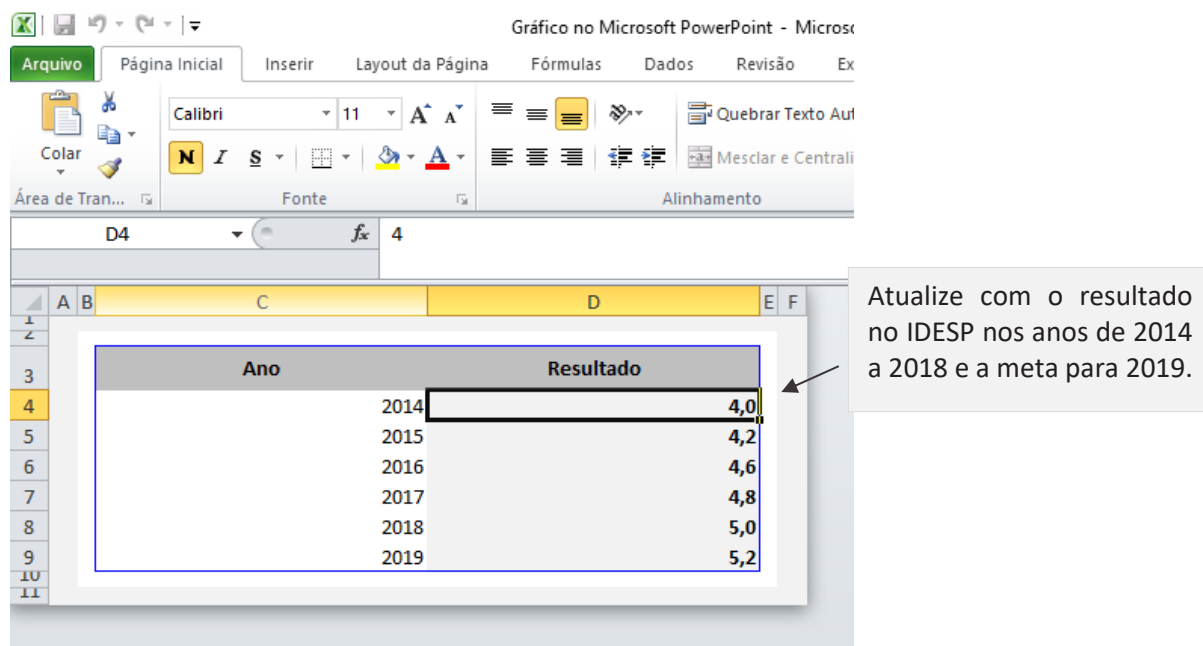 Gráfico no Microsoft PowerPoint - Micros
Arquivo Página Inicial Inserir Layout da Página Fórmulas Dados Revisão Ex
Calibri 11 A A Quebrar Texto Aut
Colar N I S A Mesclar e Centrali
Área de Tran... Fonte Alinhamento
D4 fx 4
A B C D E F
1
2
3 Ano Resultado
4 2014 4,0
5 2015 4,2
6 2016 4,6
7 2017 4,8
8 2018 5,0
9 2019 5,2
10
11
Atualize com o resultado
no IDESP nos anos de 2014
a 2018 e a meta para 2019.